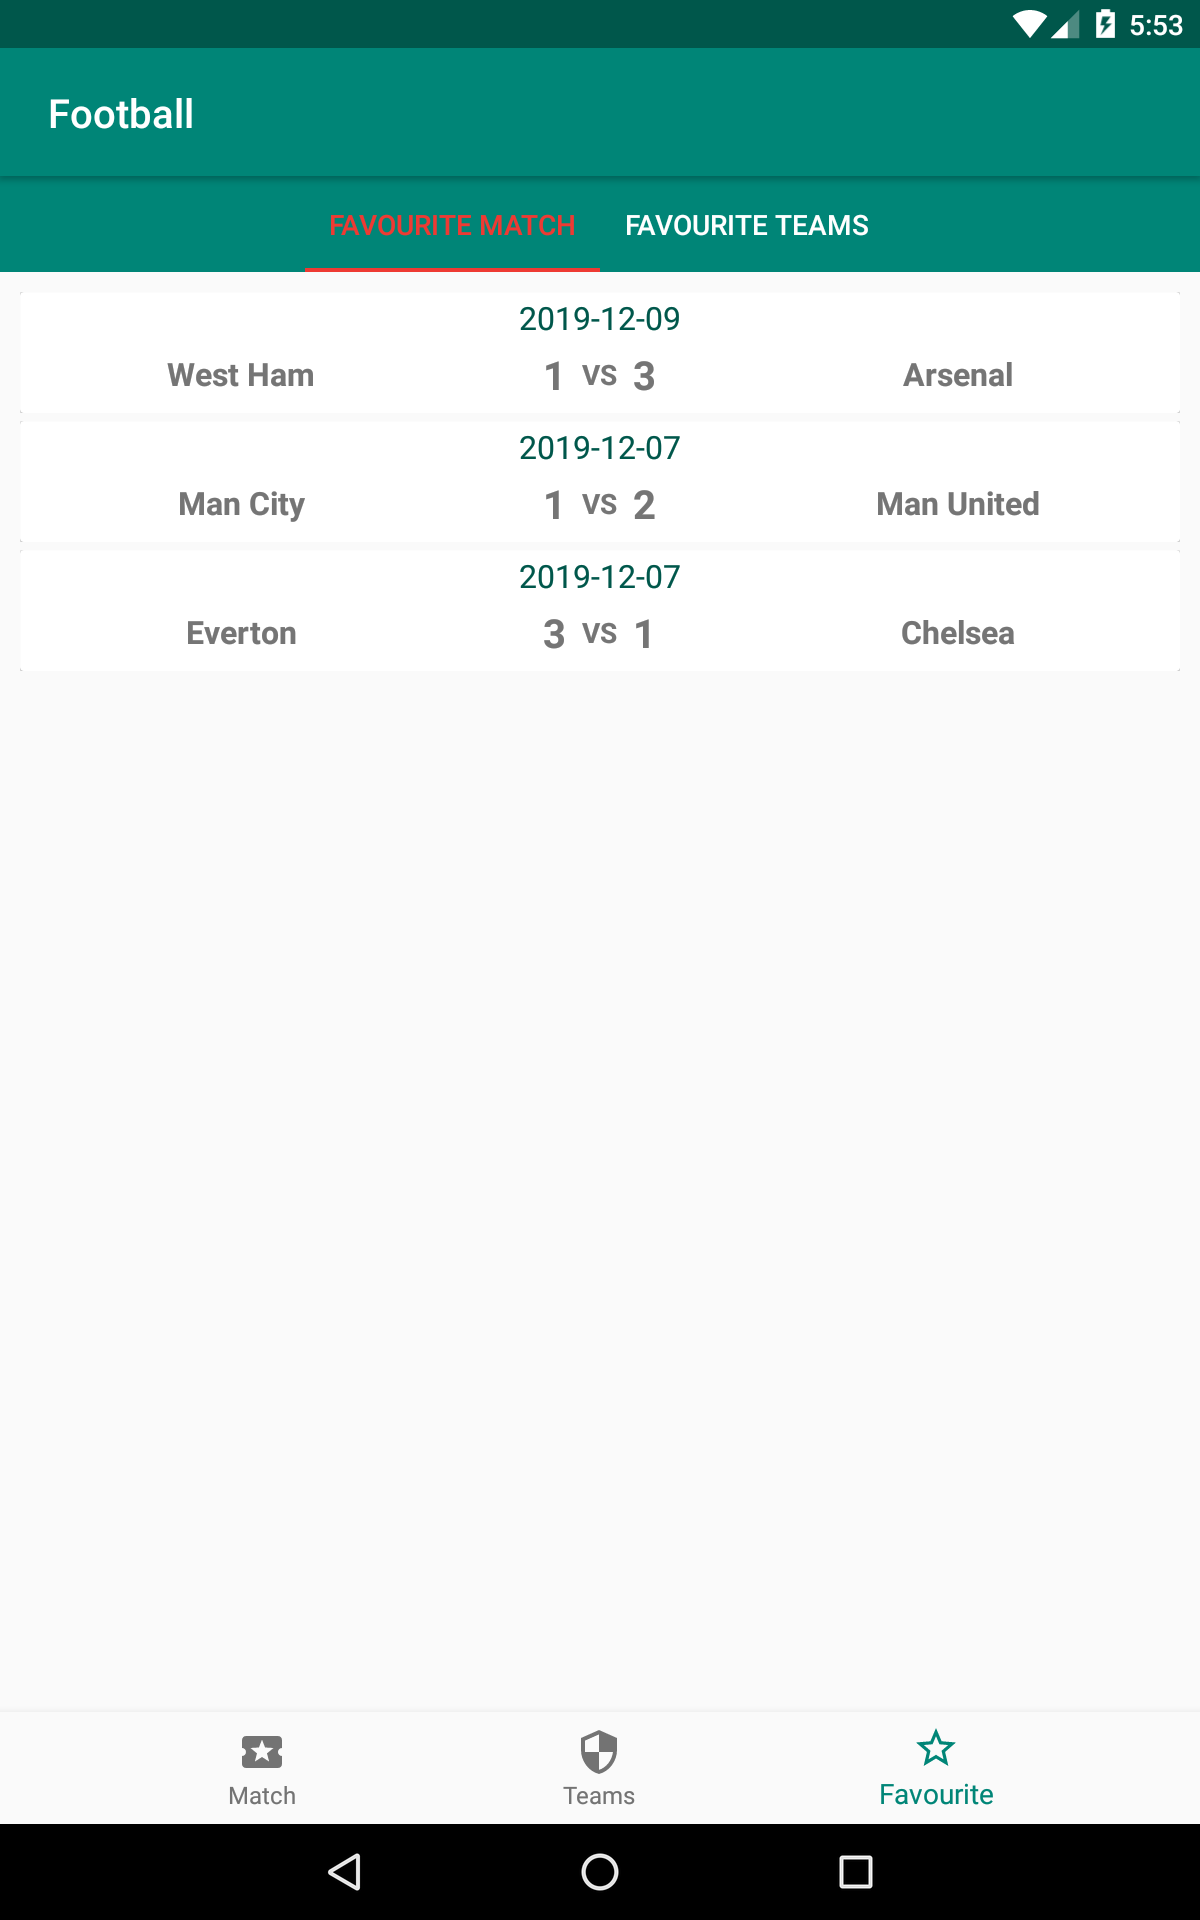 5:53
Football
FAVOURITE MATCH FAVOURITE TEAMS
2019-12-09
West Ham 1 VS 3 Arsenal
2019-12-07
Man City 1 VS 2 Man United
2019-12-07
Everton 3 VS 1 Chelsea
Match Teams Favourite